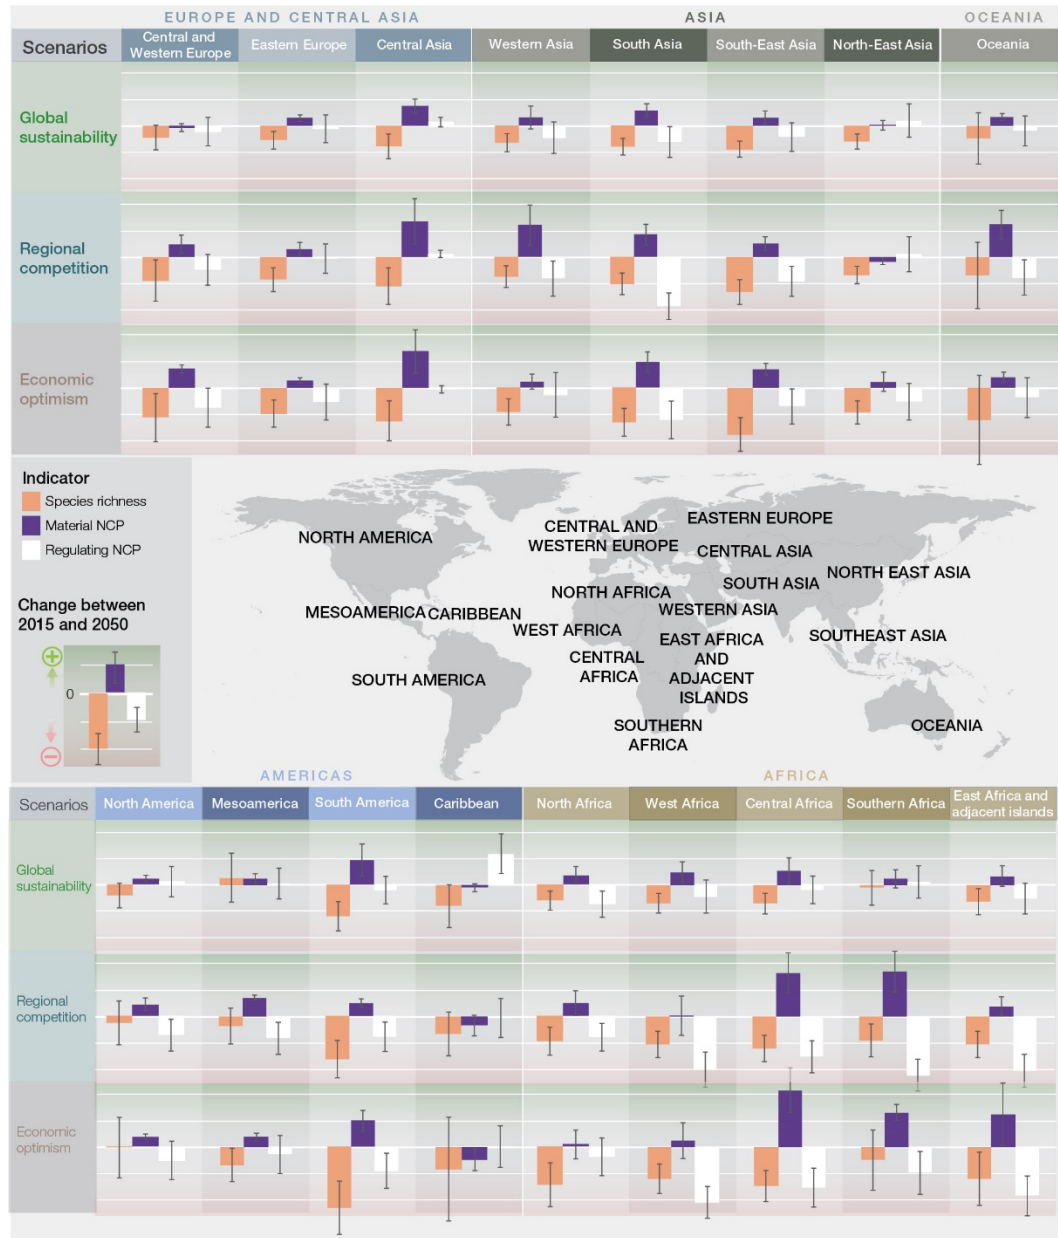 EUROPE AND CENTRAL ASIA
ASIA
OCEANIA
Scenarios
Central and
Western Europe
Eastern Europe
Central Asia
Western Asia
South Asia
South-East Asia
North-East Asia
Oceania
Global
sustainability
Regional
competition
Economic
optimism
Indicator
Species richness
Material NCP
Regulating NCP
Change between
2015 and 2050
0
NORTH AMERICA
CENTRAL AND
WESTERN EUROPE
EASTERN EUROPE
CENTRAL ASIA
NORTH EAST ASIA
SOUTH ASIA
NORTH AFRICA
WESTERN ASIA
MESOAMERICA
CARIBBEAN
WEST AFRICA
SOUTHEAST ASIA
EAST AFRICA
AND
ADJACENT
ISLANDS
CENTRAL
AFRICA
SOUTH AMERICA
SOUTHERN
AFRICA
OCEANIA
AMERICAS
AFRICA
Scenarios
North America
Mesoamerica
South America
Caribbean
North Africa
West Africa
Central Africa
Southern Africa
East Africa and
adjacent islands
Global
sustainability
Regional
competition
Economic
optimism